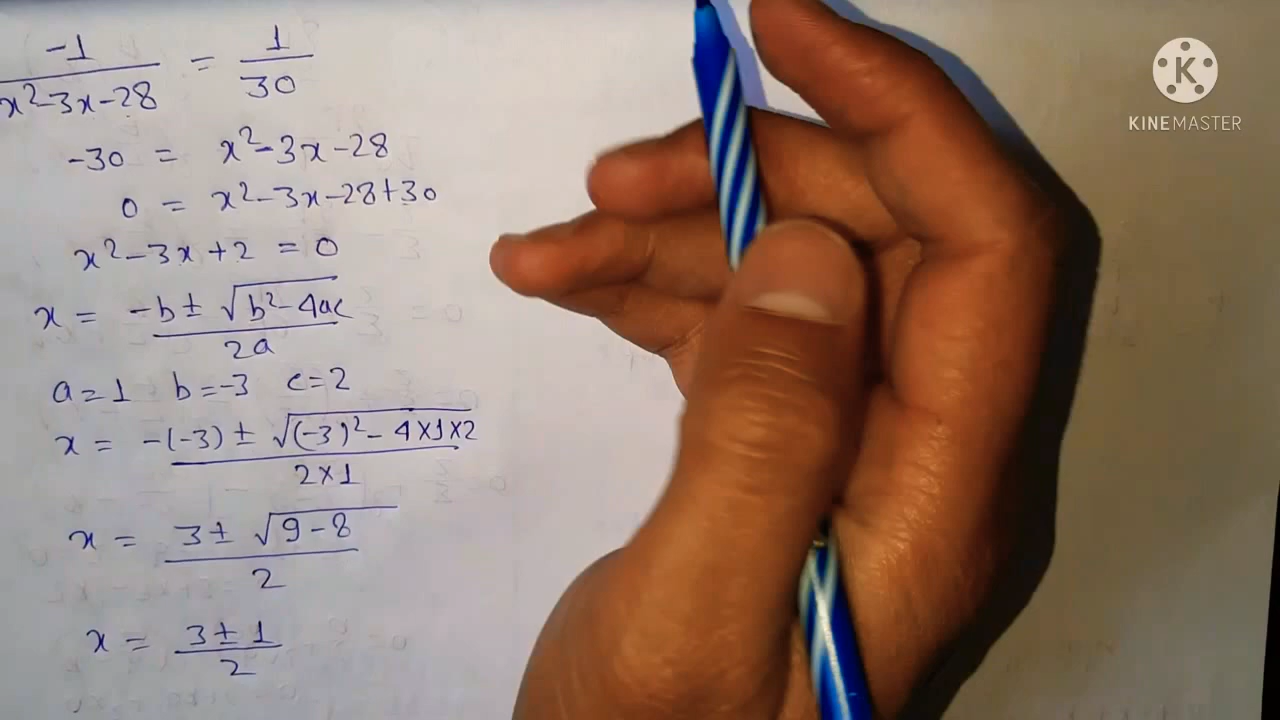 -1/(x²-3x-28) = 1/30
-30 = x²-3x-28
0 = x²-3x-28+30
x²-3x+2 = 0
x = (-b ± √(b²-4ac))/2a
a=1 b=-3 c=2
x = (-(-3) ± √((-3)²-4×1×2))/(2×1)
x = (3 ± √(9-8))/2
x = (3±1)/2
K
KINEMASTER